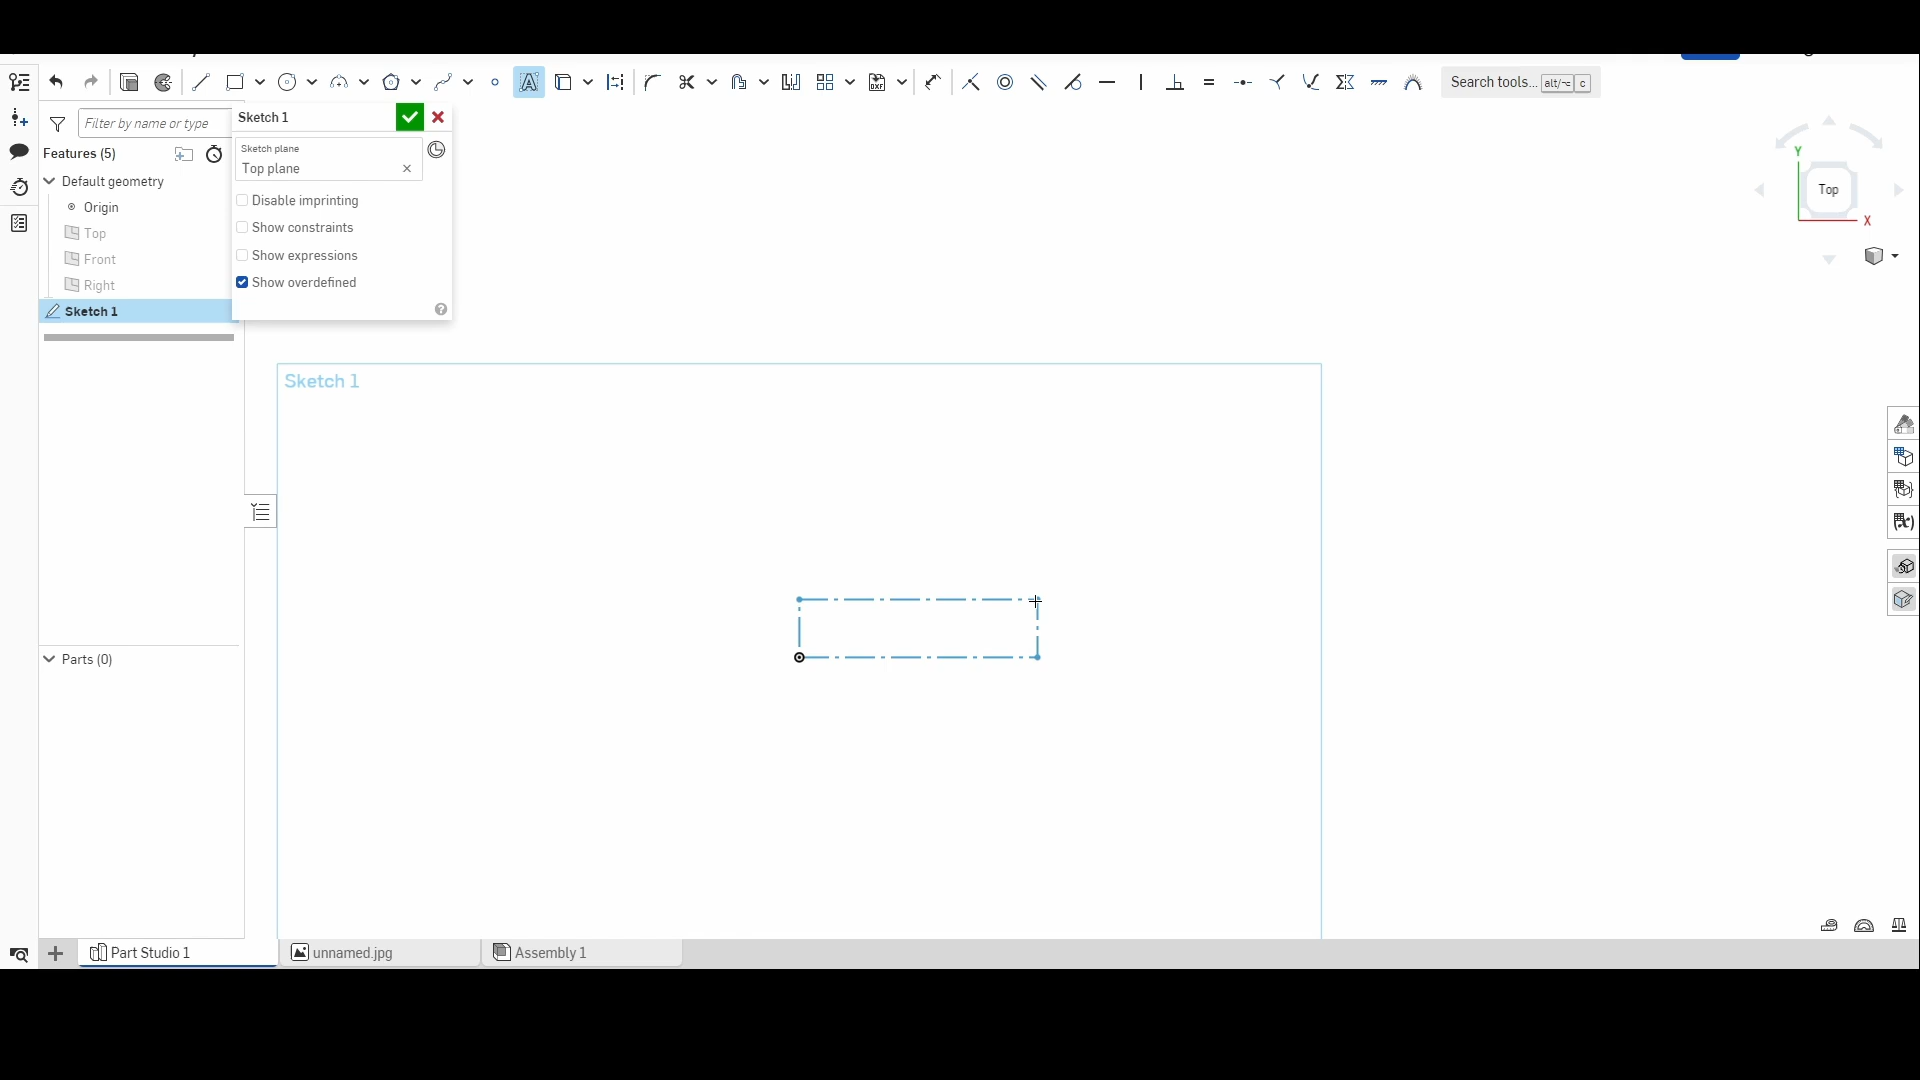 Search tools... alt/⌥ c
Filter by name or type
Sketch 1
Sketch plane
Top plane
Features (5)
Default geometry
Origin
Top
Front
Right
Sketch 1
Disable imprinting
Show constraints
Show expressions
Show overdefined
Y
Top
X
Sketch 1
Parts (0)
Part Studio 1
unnamed.jpg
Assembly 1